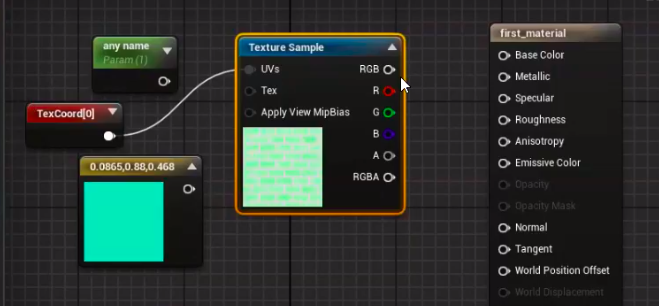 any name
Param (1)
TexCoord[0]
0.0865,0.88,0.468
Texture Sample
UVs
RGB
Tex
R
Apply View MipBias
G
B
A
RGBA
first_material
Base Color
Metallic
Specular
Roughness
Anisotropy
Emissive Color
Opacity
Opacity Mask
Normal
Tangent
World Position Offset
World Displacement